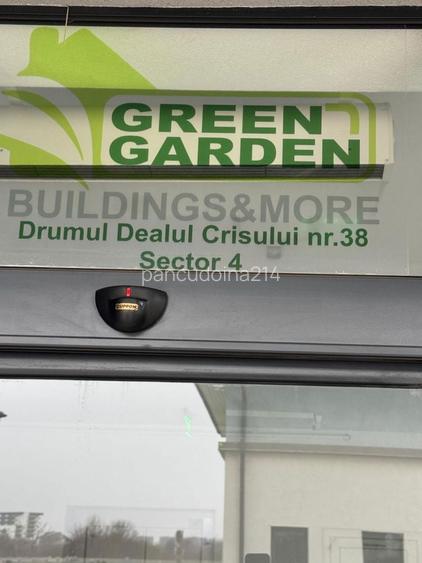 GREEN
GARDEN
BUILDINGS&MORE
Drumul Dealul Crisului nr.38
Sector 4
pancudoina214